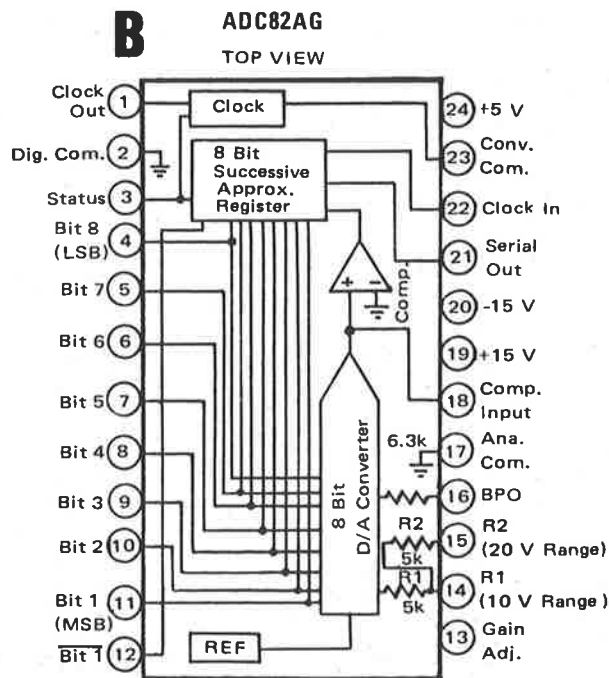 B
ADC82AG
TOP VIEW
Clock
Out
1
Dig. Com.
2
Status
3
Bit 8
(LSB)
4
Bit 7
5
Bit 6
6
Bit 5
7
Bit 4
8
Bit 3
9
Bit 2
10
Bit 1
(MSB)
11
Bit 1
12
Clock
8 Bit
Successive
Approx.
Register
+
−
Comp.
8 Bit
D/A Converter
REF
6.3k
R2
5k
R1
5k
24
+5 V
23
Conv.
Com.
22
Clock In
21
Serial
Out
20
-15 V
19
+15 V
18
Comp.
Input
17
Ana.
Com.
16
BPO
15
R2
(20 V Range)
14
R1
(10 V Range)
13
Gain
Adj.